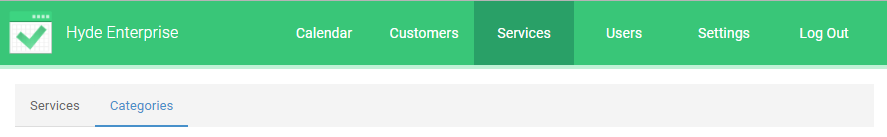 Hyde Enterprise Calendar Customers Services Users Settings Log Out
Services Categories